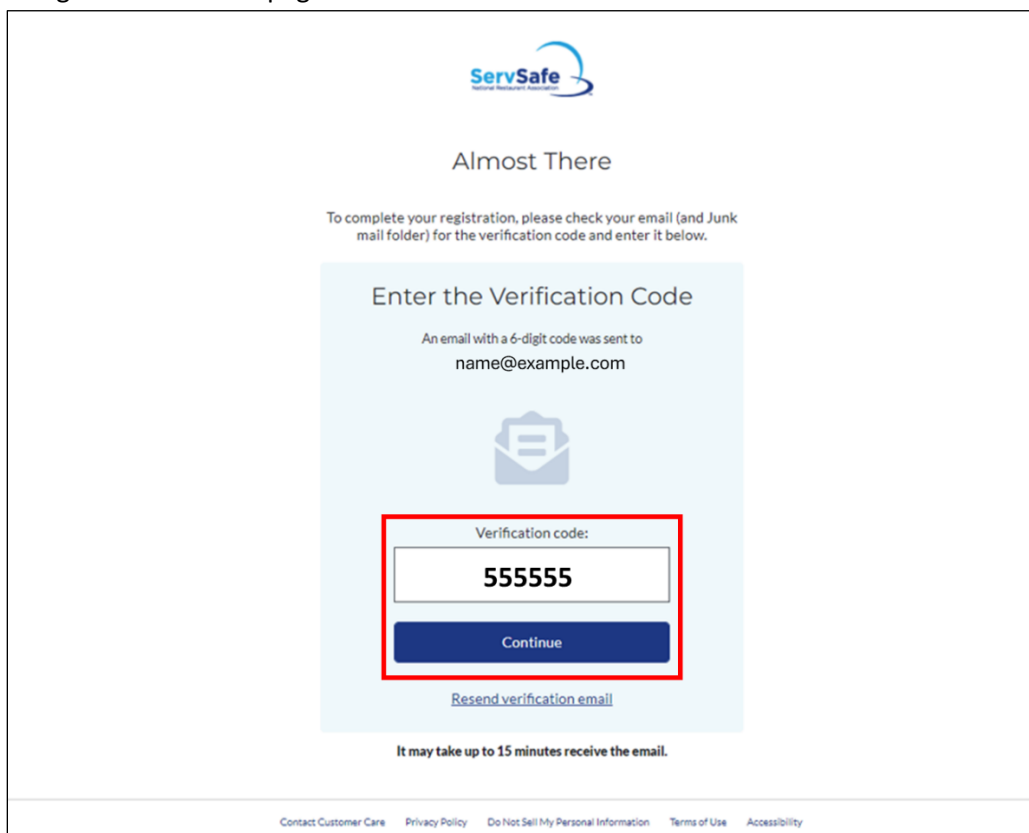 ServSafe
National Restaurant Association
Almost There
To complete your registration, please check your email (and Junk
mail folder) for the verification code and enter it below.
Enter the Verification Code
An email with a 6-digit code was sent to
name@example.com
Verification code:
555555
Continue
Resend verification email
It may take up to 15 minutes receive the email.
Contact Customer Care Privacy Policy Do Not Sell My Personal Information Terms of Use Accessibility